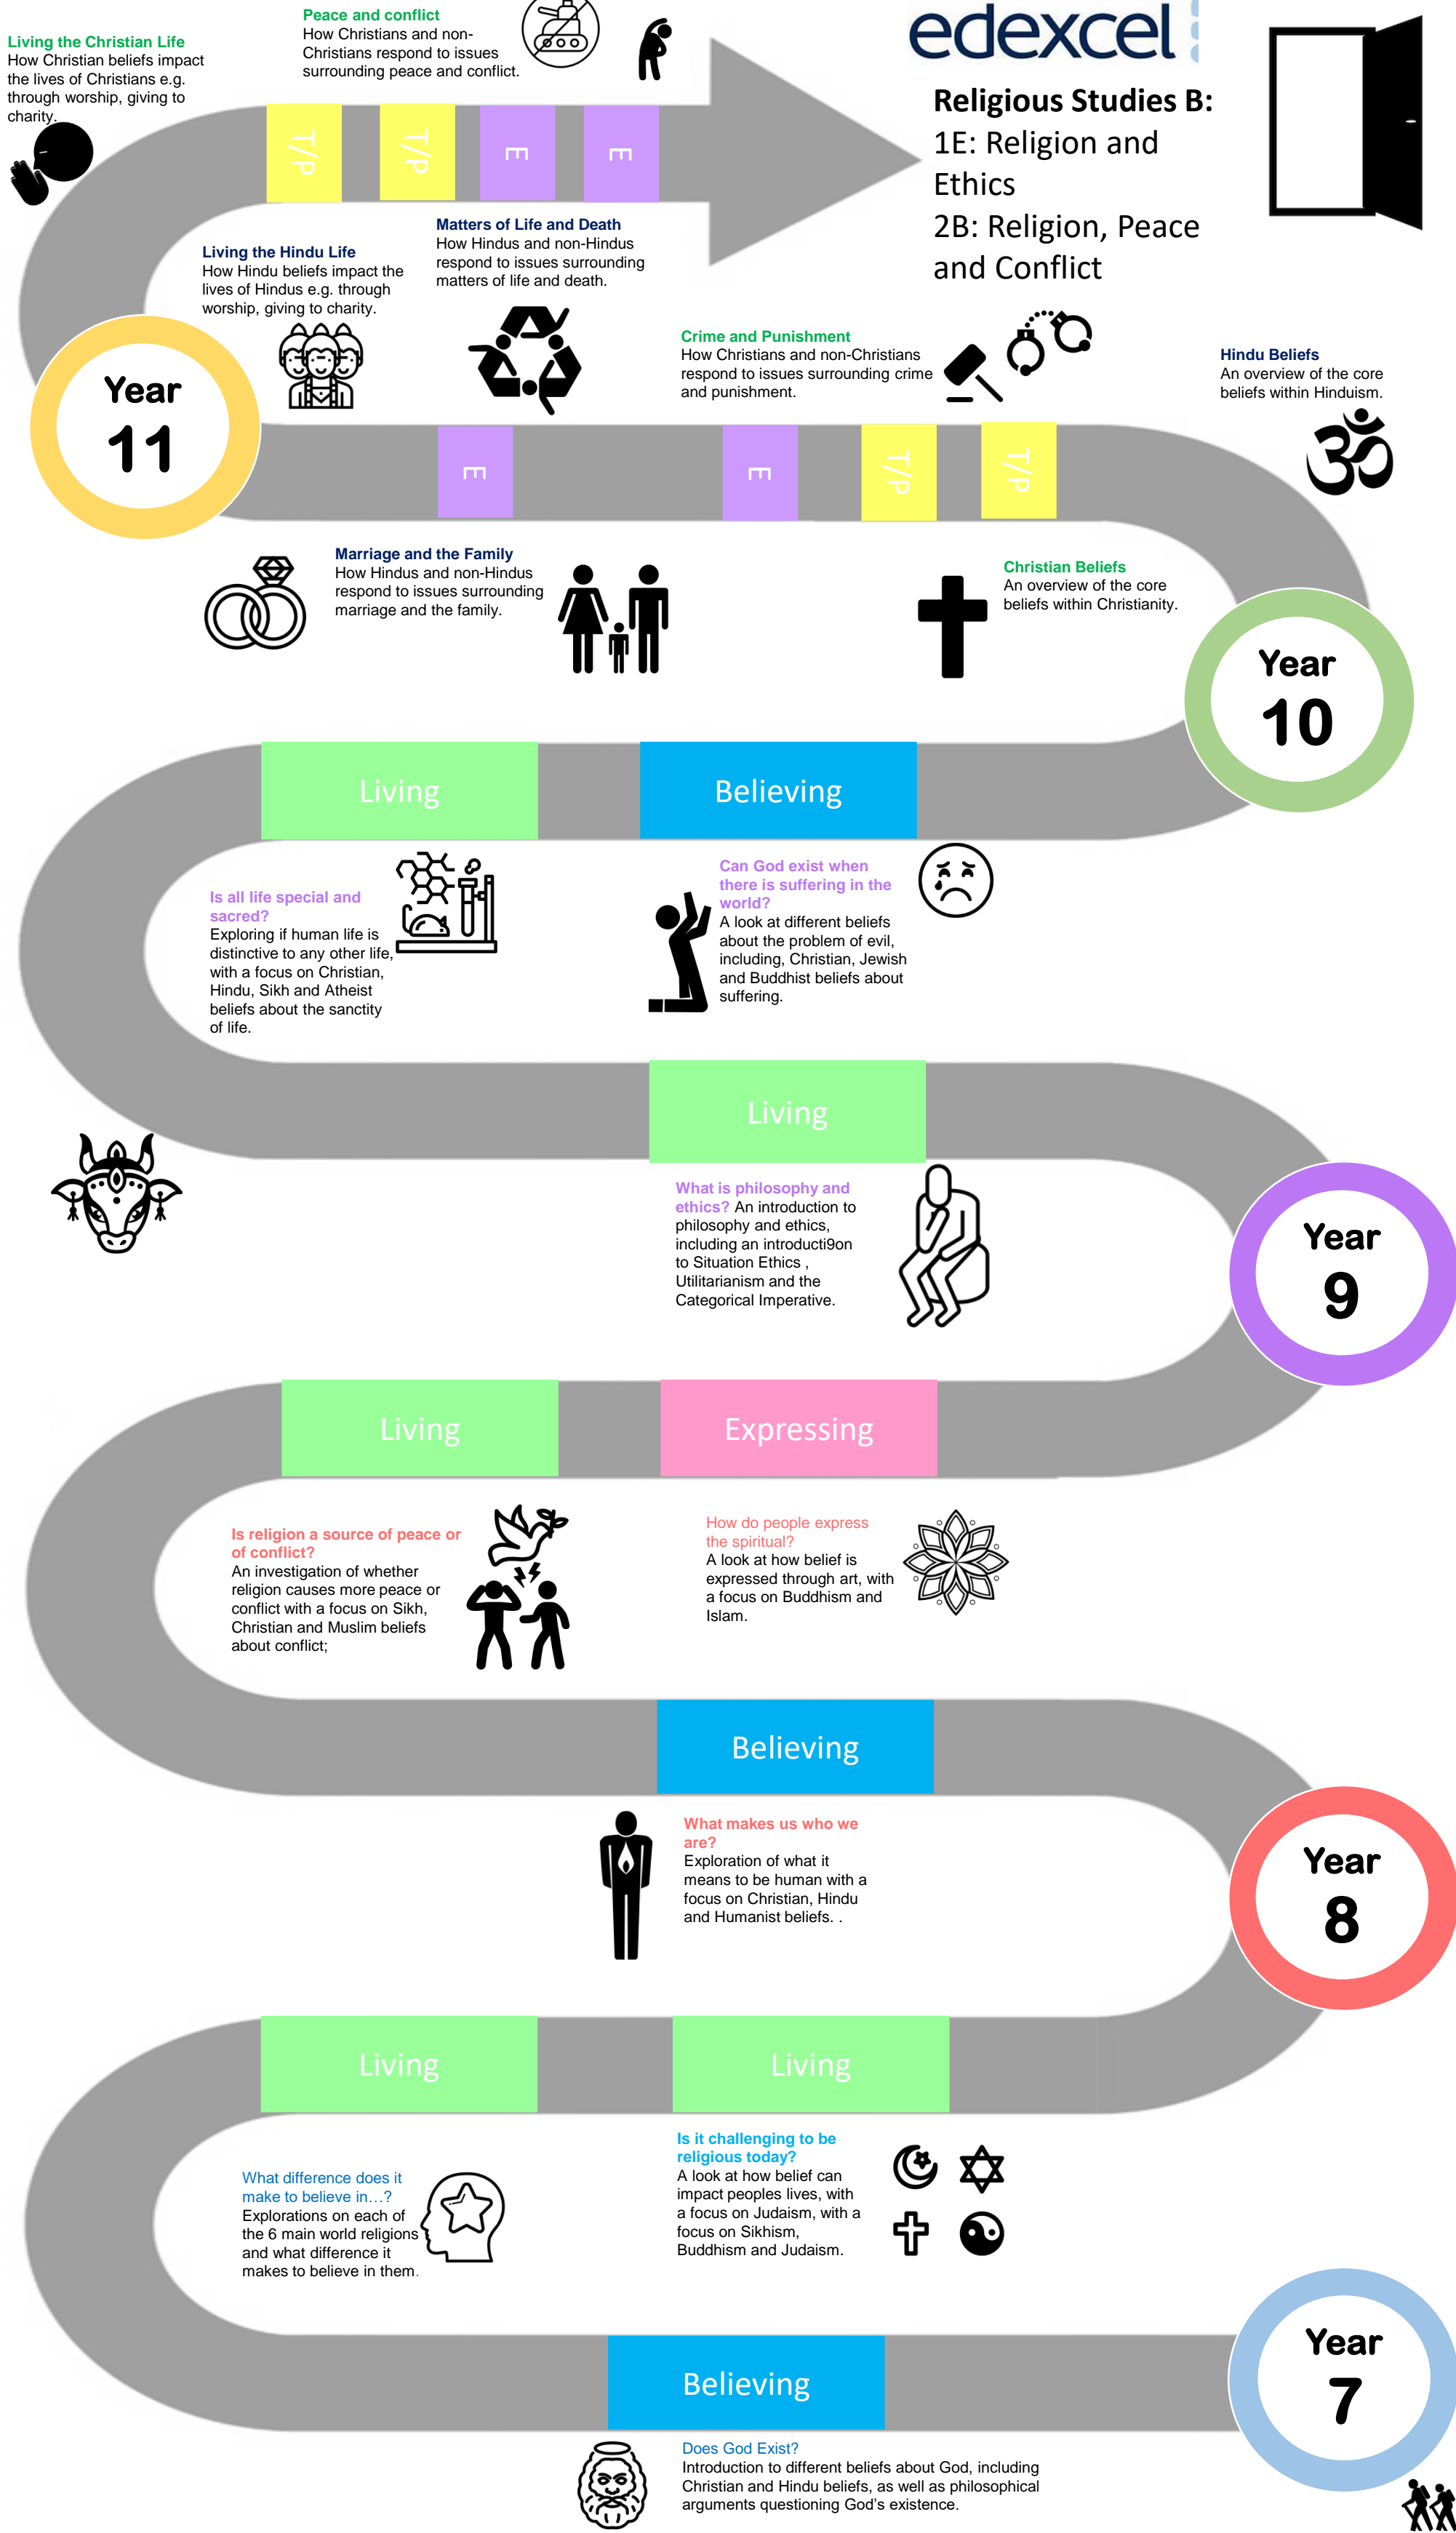 Peace and conflict
How Christians and non-
Christians respond to issues
surrounding peace and conflict.
Living the Christian Life
How Christian beliefs impact
the lives of Christians e.g.
through worship, giving to
charity.
edexcel
Religious Studies B:
1E: Religion and
Ethics
2B: Religion, Peace
and Conflict
T/P
T/P
E
E
Living the Hindu Life
How Hindu beliefs impact the
lives of Hindus e.g. through
worship, giving to charity.
Matters of Life and Death
How Hindus and non-Hindus
respond to issues surrounding
matters of life and death.
Crime and Punishment
How Christians and non-Christians
respond to issues surrounding crime
and punishment.
Hindu Beliefs
An overview of the core
beliefs within Hinduism.
ॐ
Year
11
E
E
T/P
T/P
Marriage and the Family
How Hindus and non-Hindus
respond to issues surrounding
marriage and the family.
Christian Beliefs
An overview of the core
beliefs within Christianity.
Year
10
Living
Believing
Is all life special and
sacred?
Exploring if human life is
distinctive to any other life,
with a focus on Christian,
Hindu, Sikh and Atheist
beliefs about the sanctity
of life.
Can God exist when
there is suffering in the
world?
A look at different beliefs
about the problem of evil,
including, Christian, Jewish
and Buddhist beliefs about
suffering.
Living
What is philosophy and
ethics? An introduction to
philosophy and ethics,
including an introducti9on
to Situation Ethics ,
Utilitarianism and the
Categorical Imperative.
Year
9
Living
Expressing
Is religion a source of peace or
of conflict?
An investigation of whether
religion causes more peace or
conflict with a focus on Sikh,
Christian and Muslim beliefs
about conflict;
How do people express
the spiritual?
A look at how belief is
expressed through art, with
a focus on Buddhism and
Islam.
Believing
What makes us who we
are?
Exploration of what it
means to be human with a
focus on Christian, Hindu
and Humanist beliefs. .
Year
8
Living
Living
What difference does it
make to believe in…?
Explorations on each of
the 6 main world religions
and what difference it
makes to believe in them.
Is it challenging to be
religious today?
A look at how belief can
impact peoples lives, with
a focus on Judaism, with a
focus on Sikhism,
Buddhism and Judaism.
Year
7
Believing
Does God Exist?
Introduction to different beliefs about God, including
Christian and Hindu beliefs, as well as philosophical
arguments questioning God's existence.